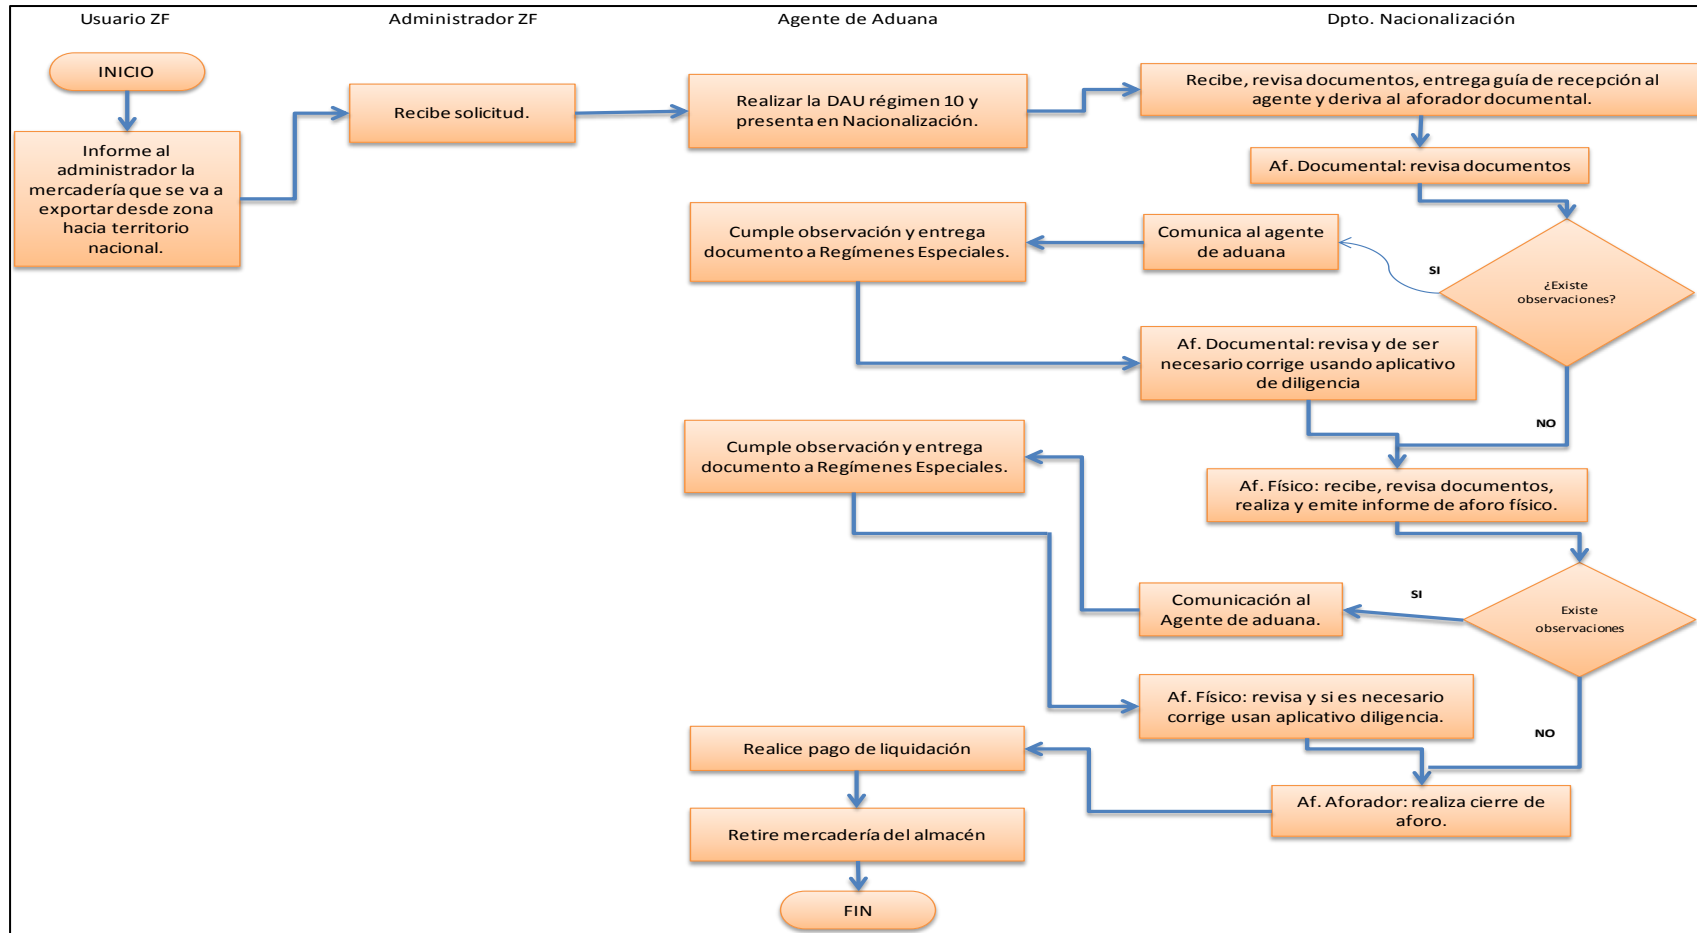 Usuario ZF
Administrador ZF
Agente de Aduana
Dpto. Nacionalización
INICIO
Informe al
administrador la
mercadería que se va a
exportar desde zona
hacia territorio
nacional.
Recibe solicitud.
Realizar la DAU régimen 10 y
presenta en Nacionalización.
Recibe, revisa documentos, entrega guía de recepción al
agente y deriva al aforador documental.
Af. Documental: revisa documentos
¿Existe
observaciones?
SI
Comunica al agente
de aduana
Cumple observación y entrega
documento a Regímenes Especiales.
Af. Documental: revisa y de ser
necesario corrige usando aplicativo
de diligencia
NO
Af. Físico: recibe, revisa documentos,
realiza y emite informe de aforo físico.
Existe
observaciones
SI
Comunicación al
Agente de aduana.
Cumple observación y entrega
documento a Regímenes Especiales.
Af. Físico: revisa y si es necesario
corrige usan aplicativo diligencia.
NO
Af. Aforador: realiza cierre de
aforo.
Realice pago de liquidación
Retire mercadería del almacén
FIN